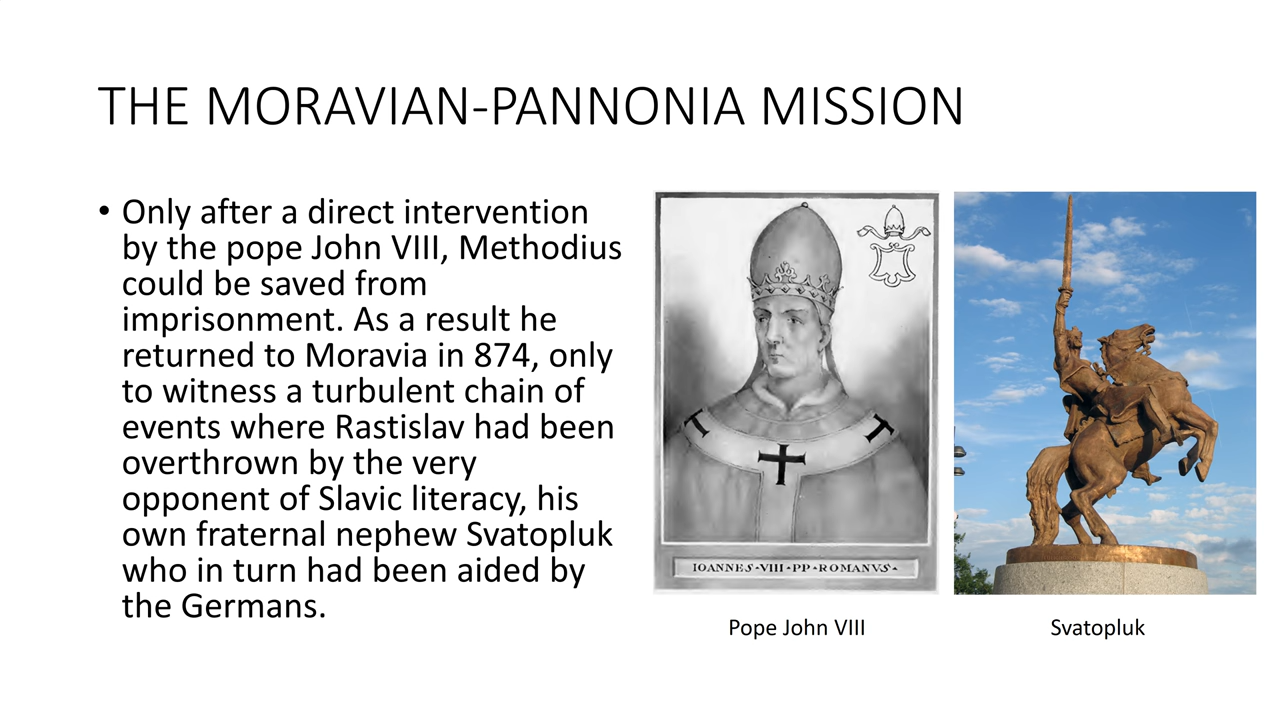 THE MORAVIAN-PANNONIA MISSION
• Only after a direct intervention
by the pope John VIII, Methodius
could be saved from
imprisonment. As a result he
returned to Moravia in 874, only
to witness a turbulent chain of
events where Rastislav had been
overthrown by the very
opponent of Slavic literacy, his
own fraternal nephew Svatopluk
who in turn had been aided by
the Germans.
IOANNES·VIII·PP·ROMANVS·
Pope John VIII
Svatopluk